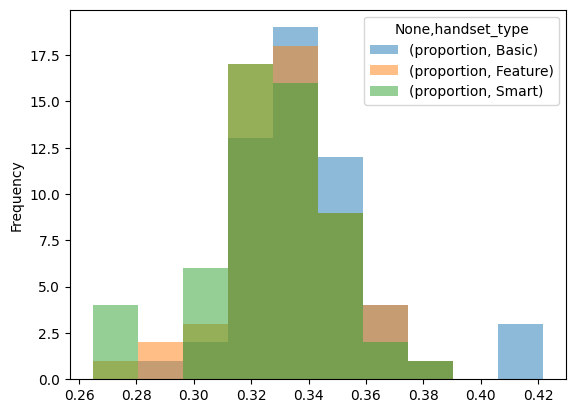 None,handset_type
(proportion, Basic)
(proportion, Feature)
(proportion, Smart)
Frequency
17.5
15.0
12.5
10.0
7.5
5.0
2.5
0.0
0.26 0.28 0.30 0.32 0.34 0.36 0.38 0.40 0.42